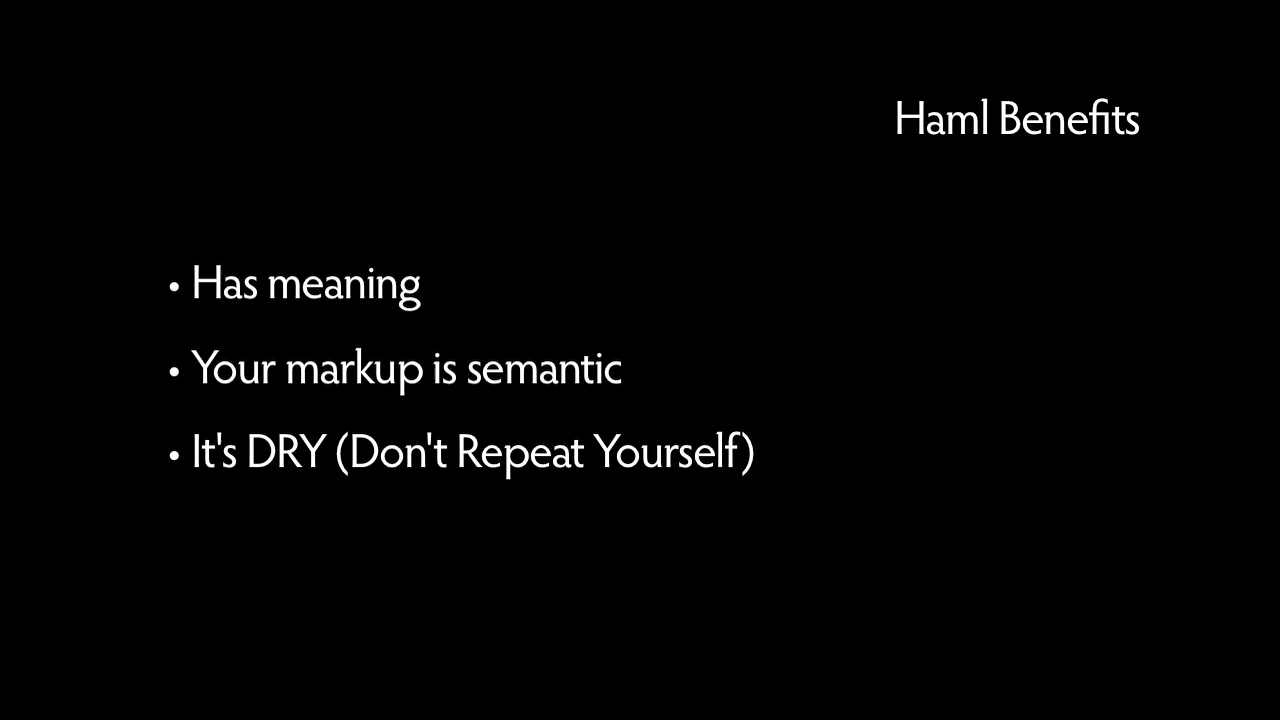 Haml Benefits
• Has meaning
• Your markup is semantic
• It's DRY (Don't Repeat Yourself)